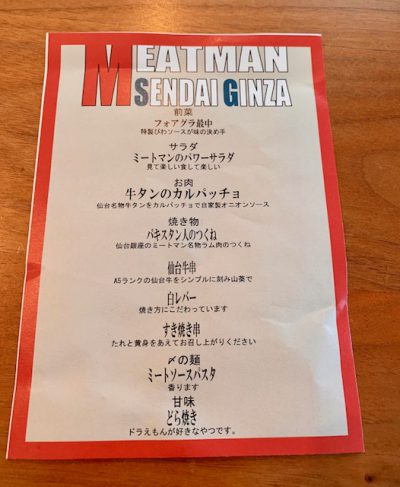 MEATMAN
SENDAI GINZA
前菜
フォアグラ最中
特製びわソースが味の決め手
サラダ
ミートマンのパワーサラダ
見て楽しい食して楽しい
お肉
牛タンのカルパッチョ
仙台名物牛タンをカルパッチョで自家製オニオンソース
焼き物
パキスタン人のつくね
仙台銀座のミートマン名物ラム肉のつくね
仙台牛串
A5ランクの仙台牛をシンプルに刻み山葵で
白レバー
焼き方にこだわっています
すき焼き串
たれと黄身をあえてお召し上がりください
〆の麺
ミートソースパスタ
香ります
甘味
どら焼き
ドラえもんが好きなやつです。